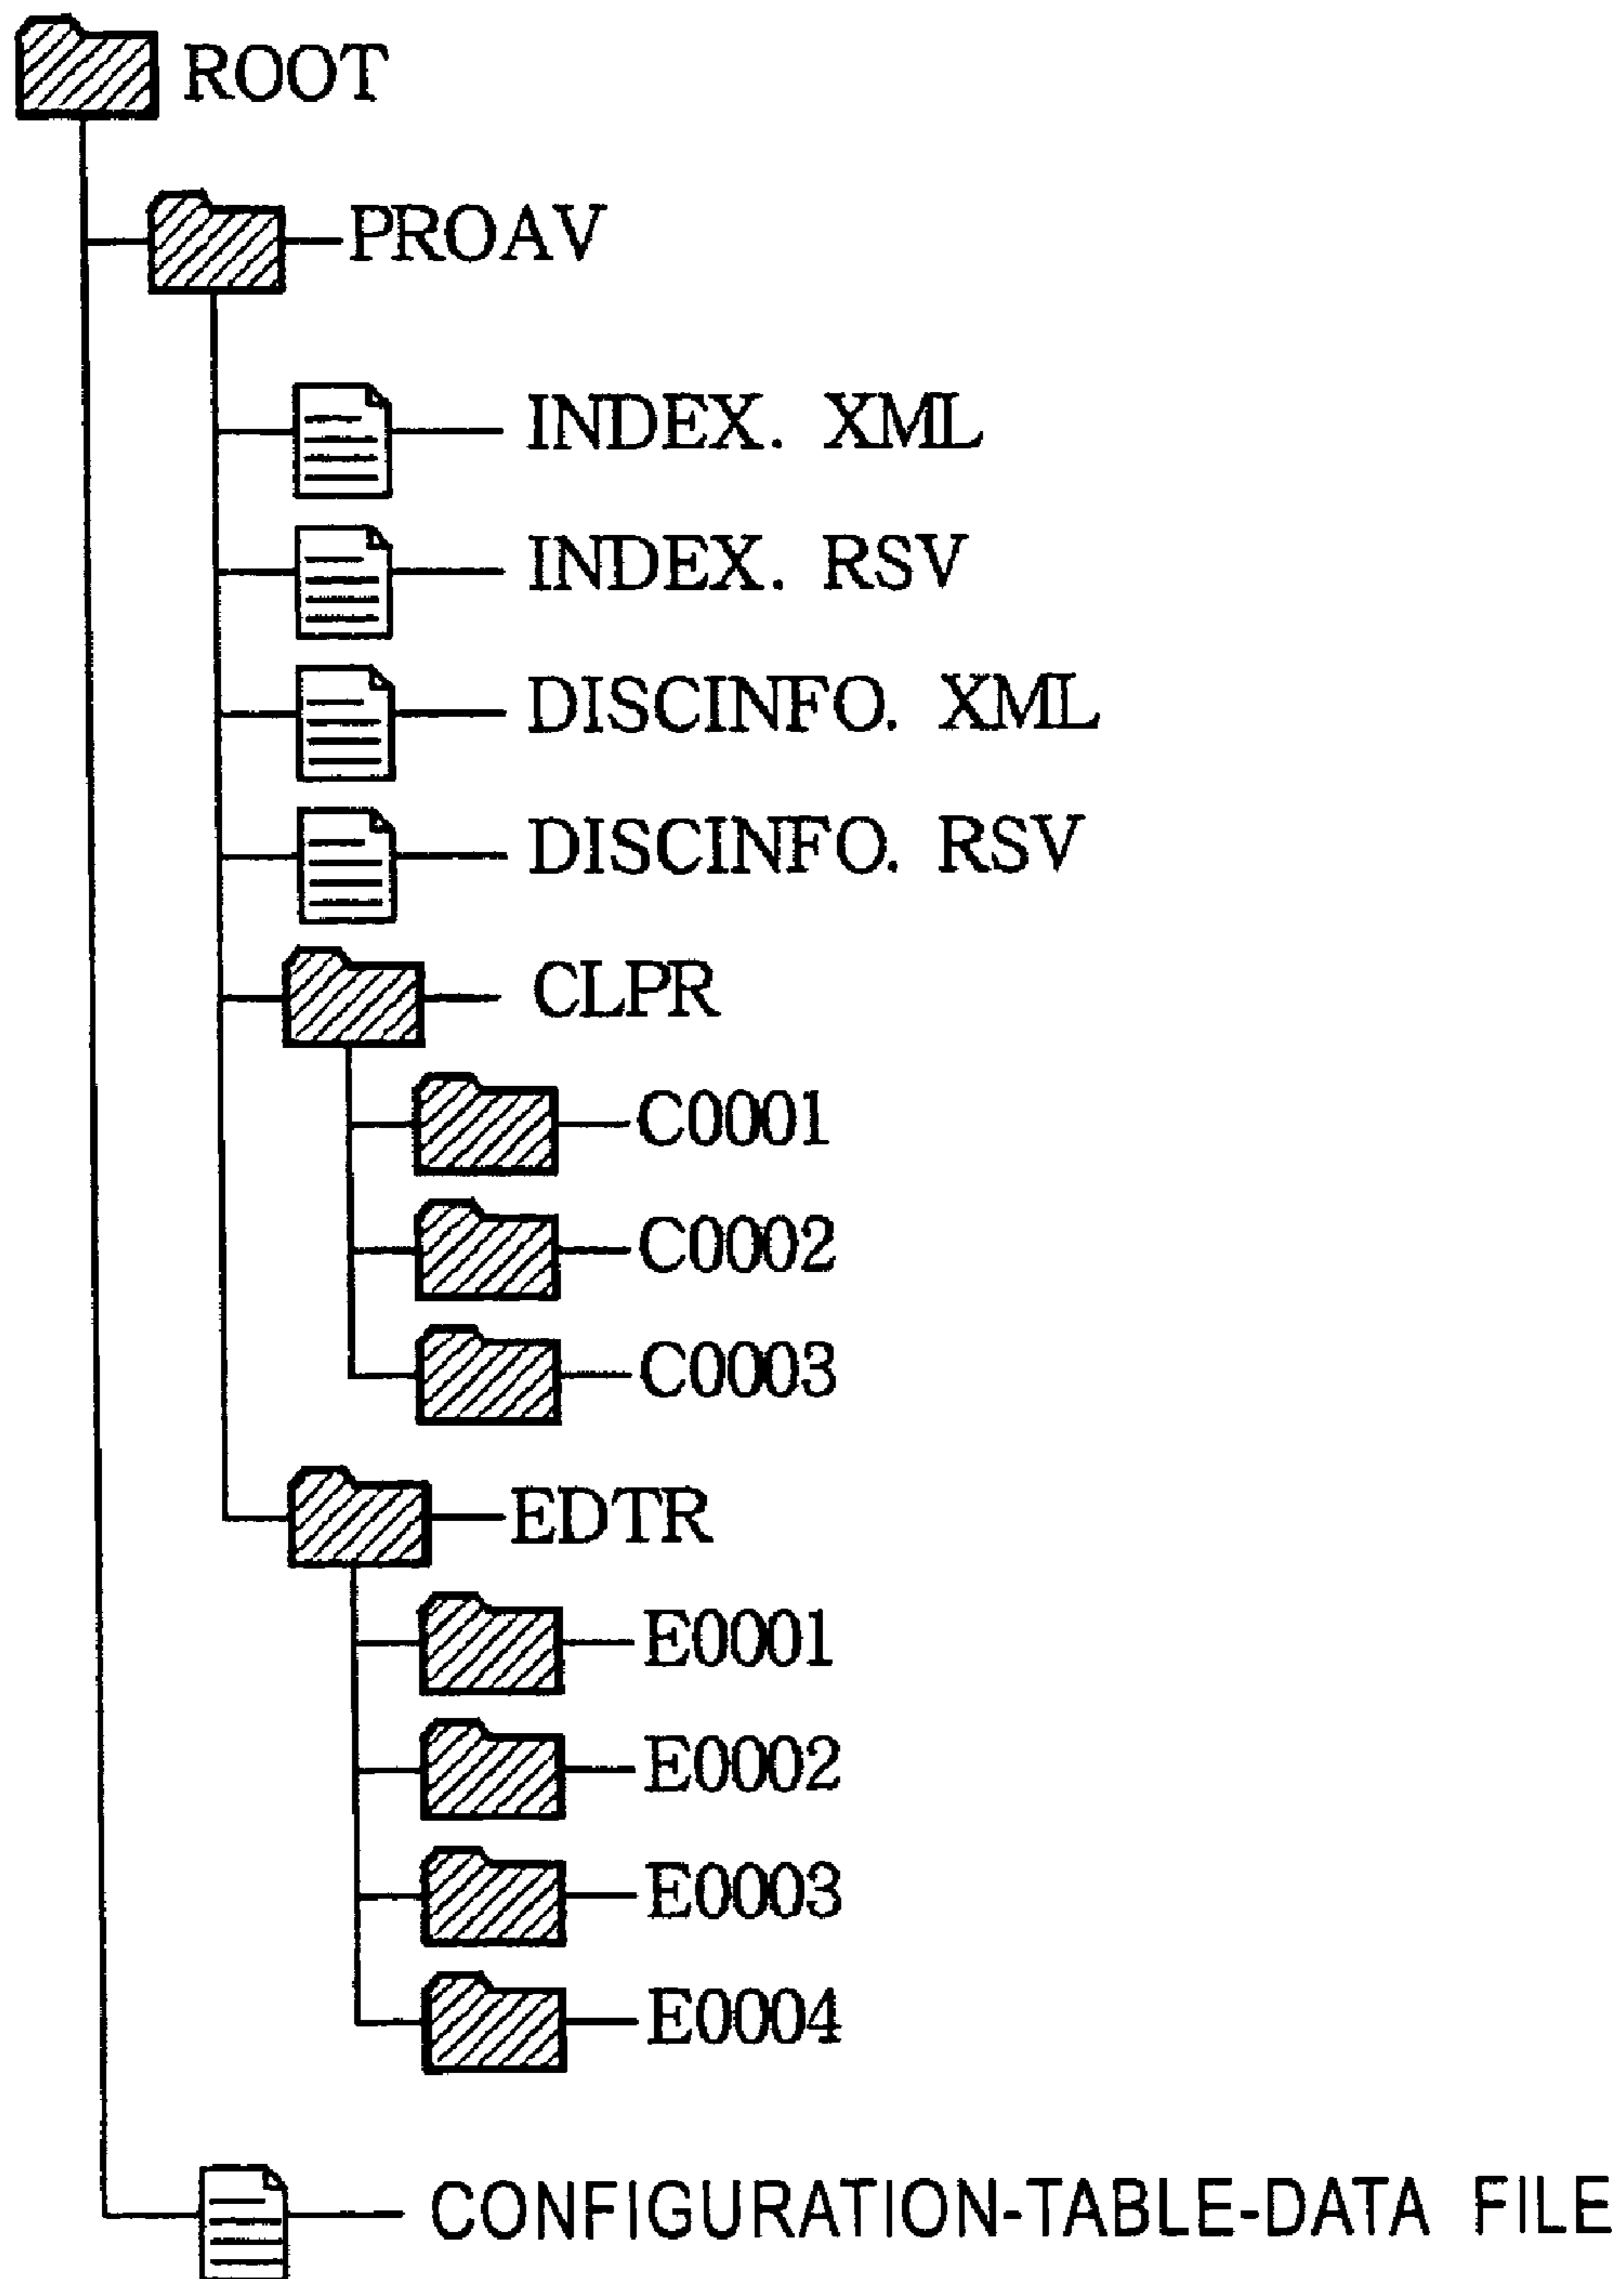 ROOT
PROAV
INDEX. XML
INDEX. RSV
DISCINFO. XML
DISCINFO. RSV
CLPR
C0001
C0002
C0003
EDTR
E0001
E0002
E0003
E0004
CONFIGURATION-TABLE-DATA FILE